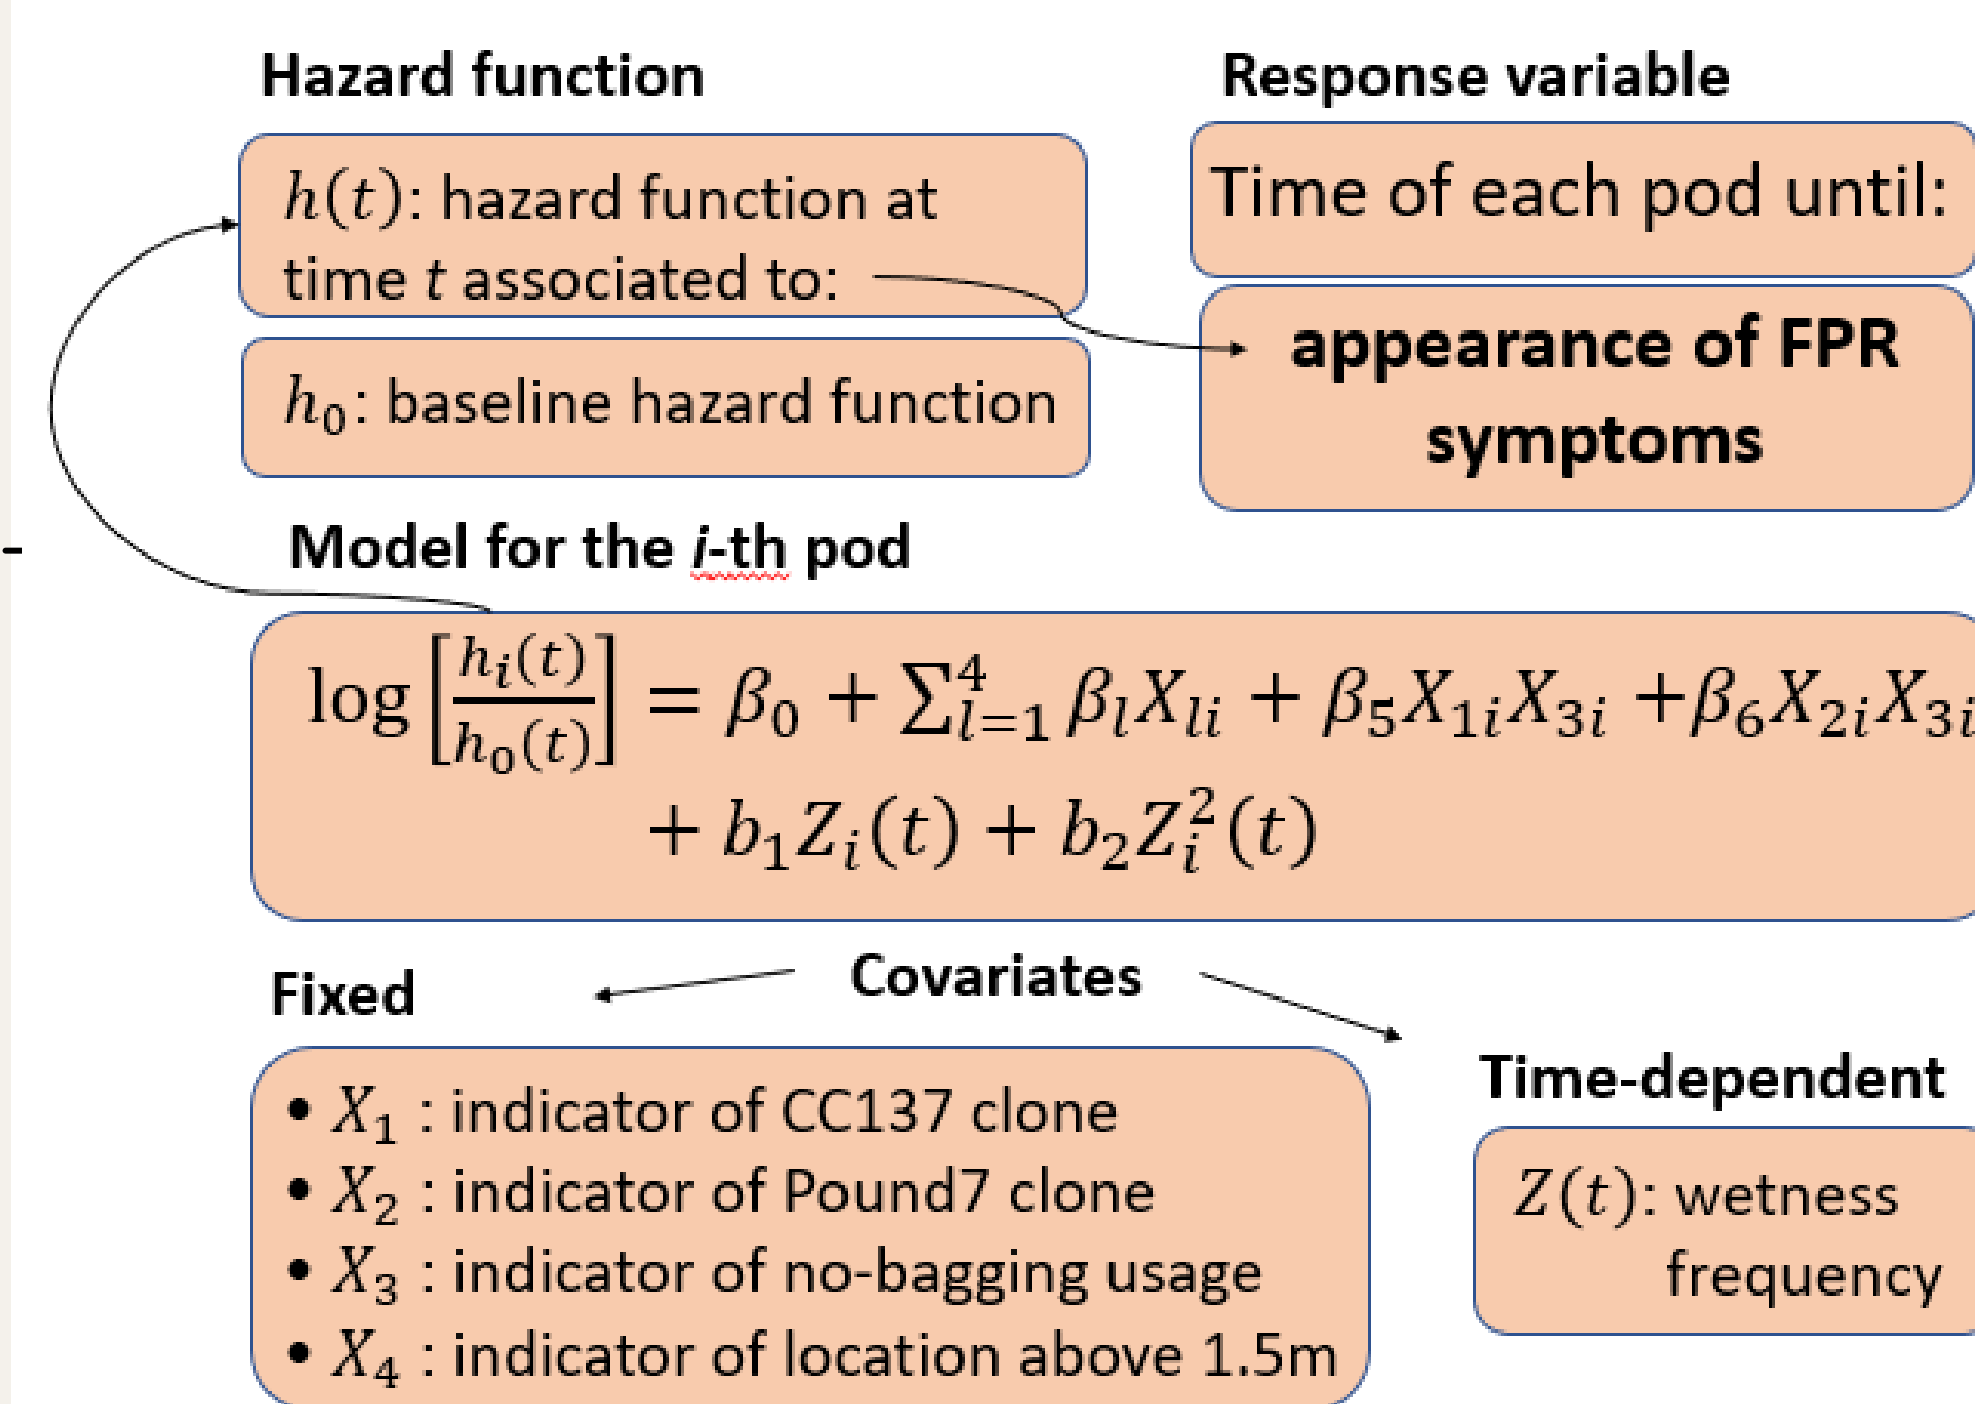 Hazard function
h(t): hazard function at
time t associated to:
h₀: baseline hazard function
Response variable
Time of each pod until:
appearance of FPR
symptoms
-
Model for the i-th pod
log [hᵢ(t)/h₀(t)] = β₀ + ∑⁴ₗ₌₁ βₗXₗᵢ + β₅X₁ᵢX₃ᵢ +β₆X₂ᵢX₃ᵢ
+ b₁Zᵢ(t) + b₂Zᵢ²(t)
Covariates
Fixed
• X₁ : indicator of CC137 clone
• X₂ : indicator of Pound7 clone
• X₃ : indicator of no-bagging usage
• X₄ : indicator of location above 1.5m
Time-dependent
Z(t): wetness
frequency